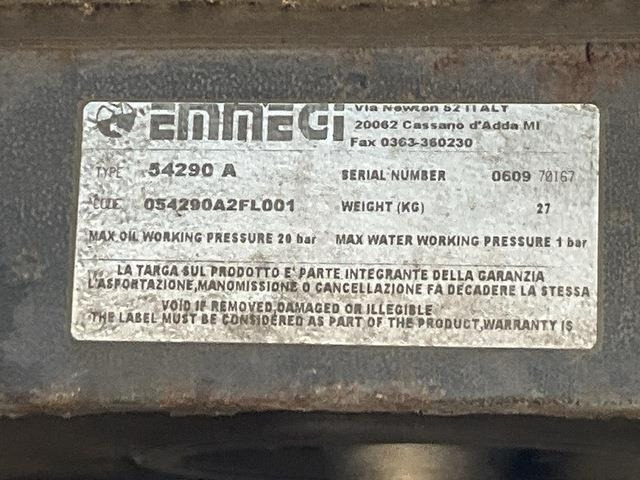 EMMEGI
Via Newton 52 ITALY
20062 Cassano d'Adda MI
Fax 0363-360230
TYPE 54290 A SERIAL NUMBER 0609 70167
CODE 054290A2FL001 WEIGHT (KG) 27
MAX OIL WORKING PRESSURE 20 bar MAX WATER WORKING PRESSURE 1 bar
LA TARGA SUL PRODOTTO E' PARTE INTEGRANTE DELLA GARANZIA
L'ASPORTAZIONE,MANOMISSIONE O CANCELLAZIONE FA DECADERE LA STESSA
VOID IF REMOVED,DAMAGED OR ILLEGIBLE
THE LABEL MUST BE CONSIDERED AS PART OF THE PRODUCT,WARRANTY IS